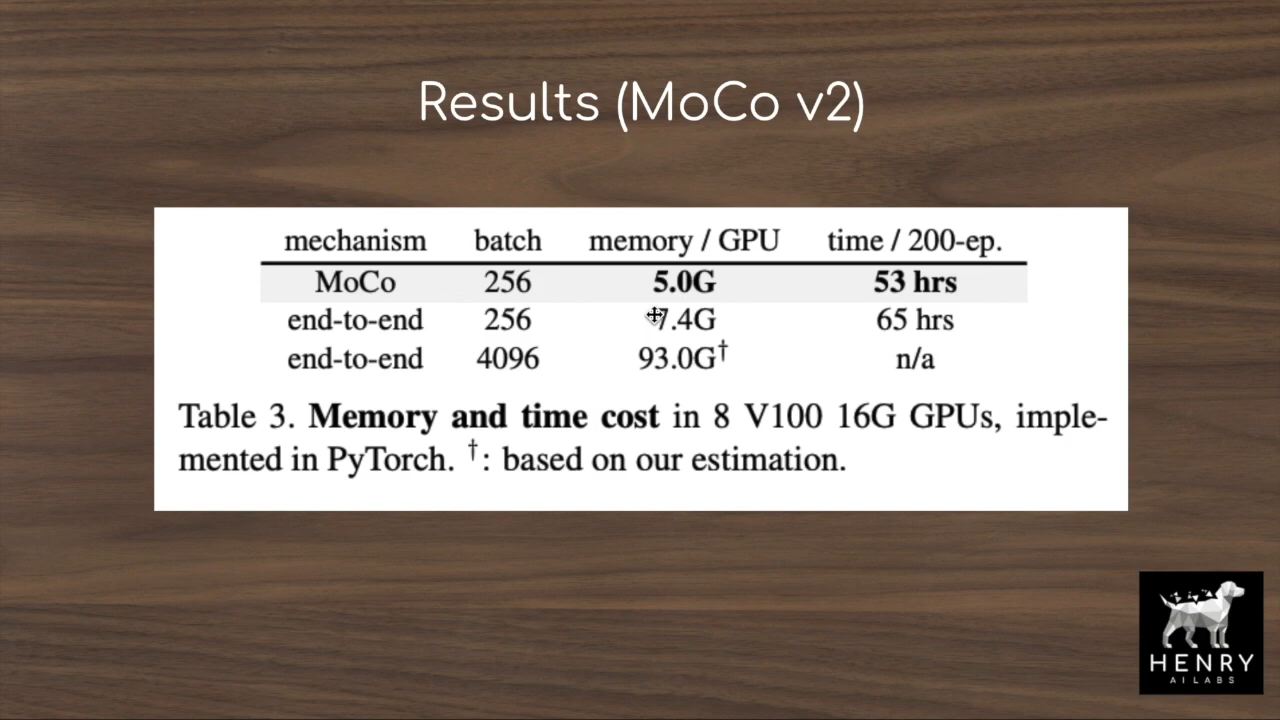 Results (MoCo v2)
mechanism batch memory / GPU time / 200-ep.
MoCo 256 5.0G 53 hrs
end-to-end 256 7.4G 65 hrs
end-to-end 4096 93.0G† n/a
Table 3. Memory and time cost in 8 V100 16G GPUs, imple-
mented in PyTorch. †: based on our estimation.
HENRY
AI LABS